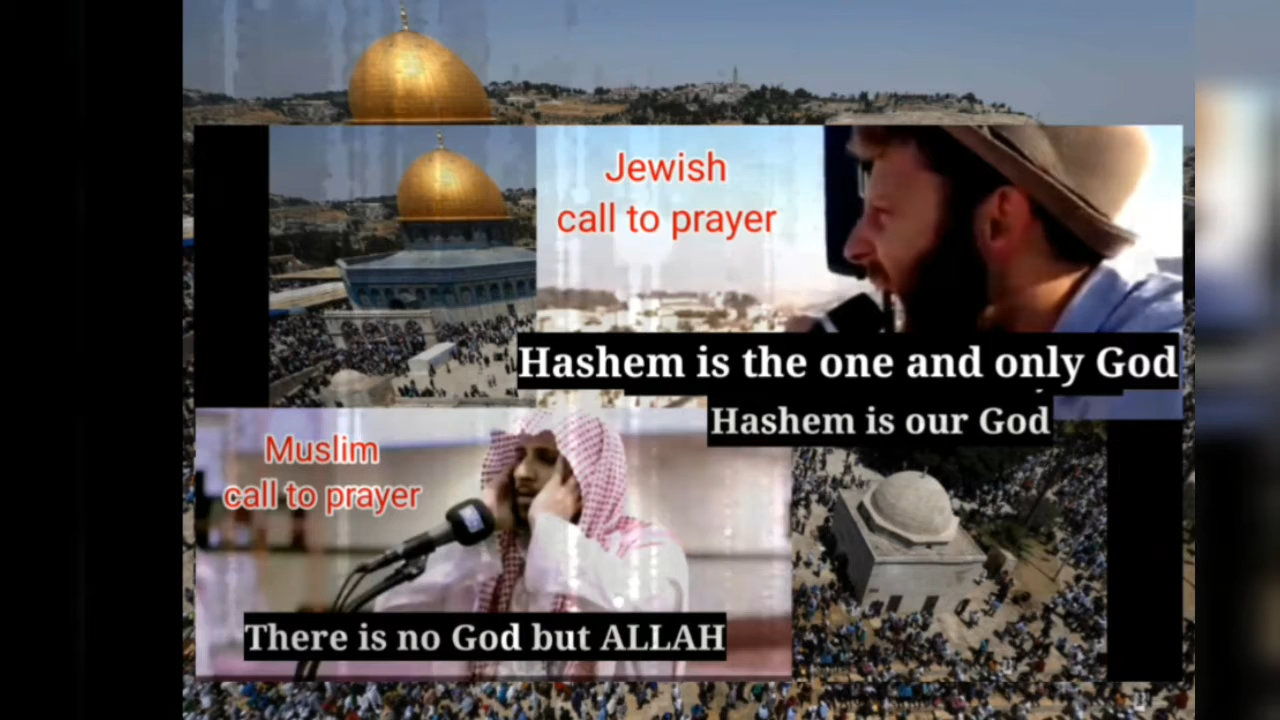 Jewish
call to prayer
Hashem is the one and only God
Hashem is our God
Muslim
call to prayer
There is no God but ALLAH